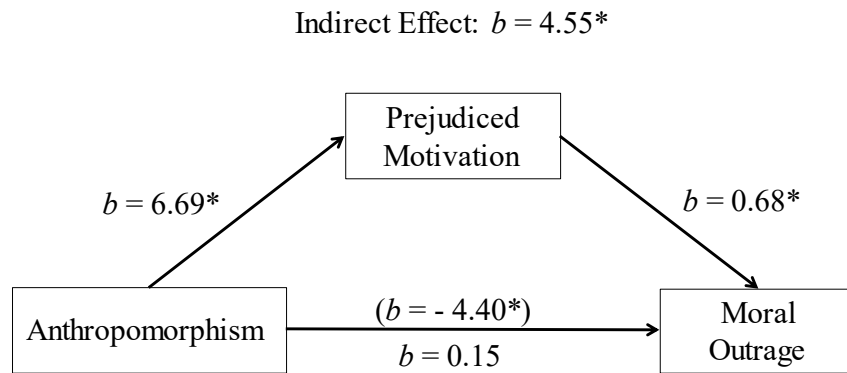 Indirect Effect: b = 4.55*
Prejudiced
Motivation
b = 6.69*
b = 0.68*
Anthropomorphism
(b = - 4.40*)
b = 0.15
Moral
Outrage